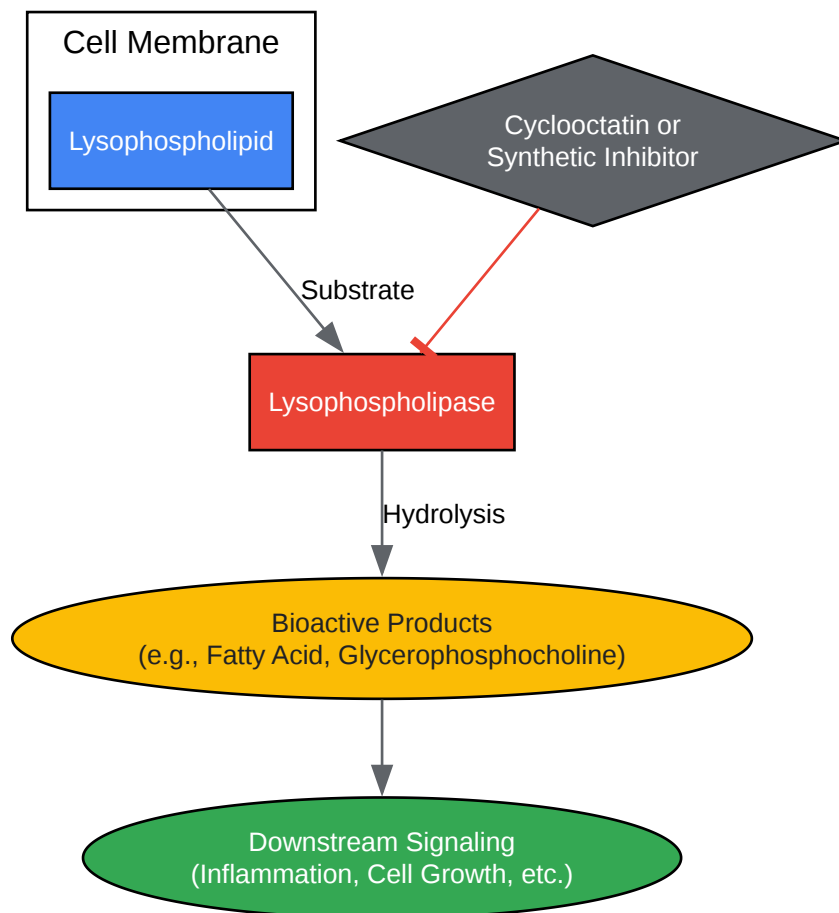 Cell Membrane
Lysophospholipid
Cyclooctatin or
Synthetic Inhibitor
Substrate
Lysophospholipase
Hydrolysis
Bioactive Products
(e.g., Fatty Acid, Glycerophosphocholine)
Downstream Signaling
(Inflammation, Cell Growth, etc.)